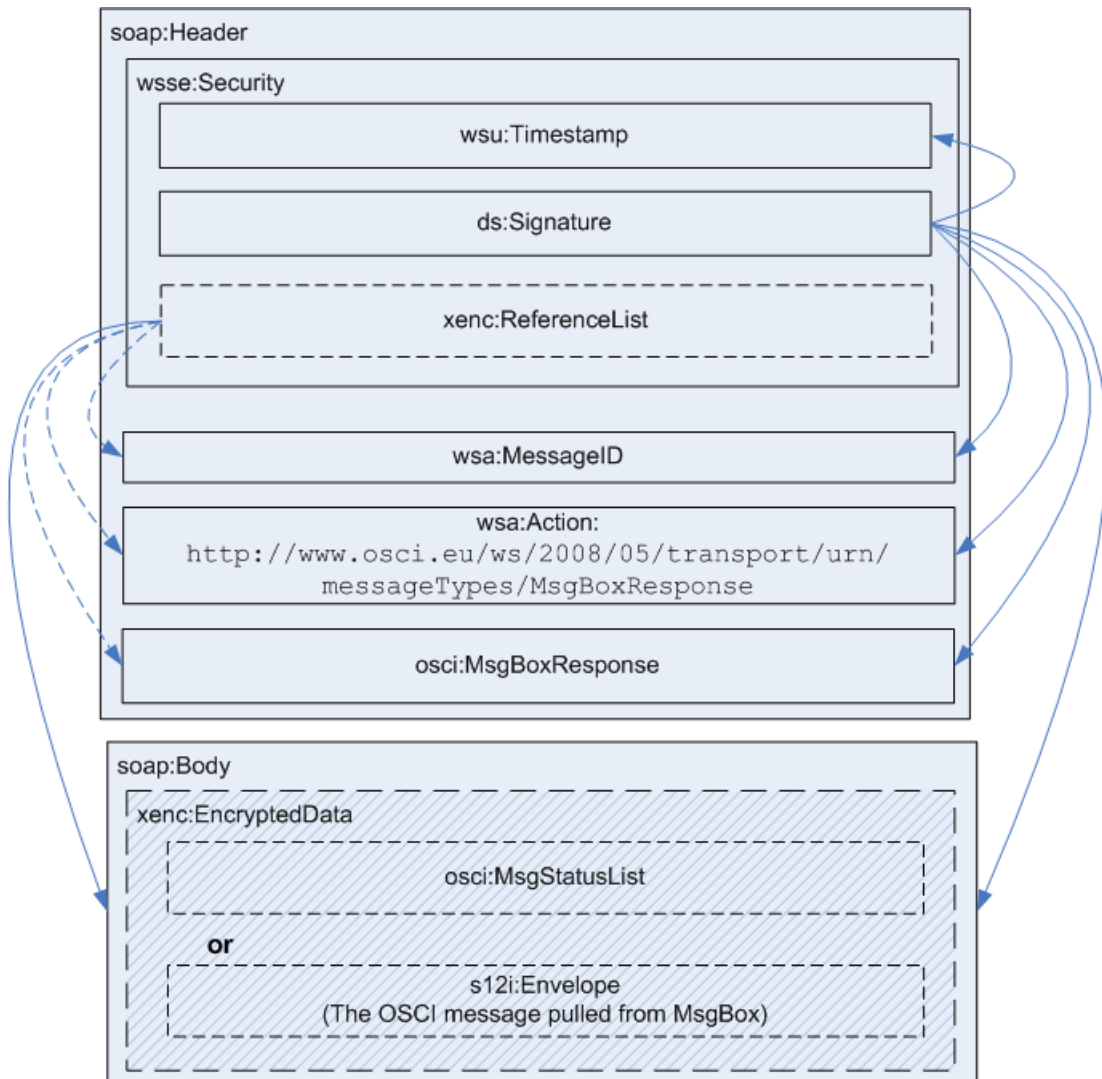 soap:Header
wsse:Security
wsu:Timestamp
ds:Signature
xenc:ReferenceList
wsa:MessageID
wsa:Action:
http://www.osci.eu/ws/2008/05/transport/urn/
messageTypes/MsgBoxResponse
osci:MsgBoxResponse
soap:Body
xenc:EncryptedData
osci:MsgStatusList
or
s12i:Envelope
(The OSCI message pulled from MsgBox)